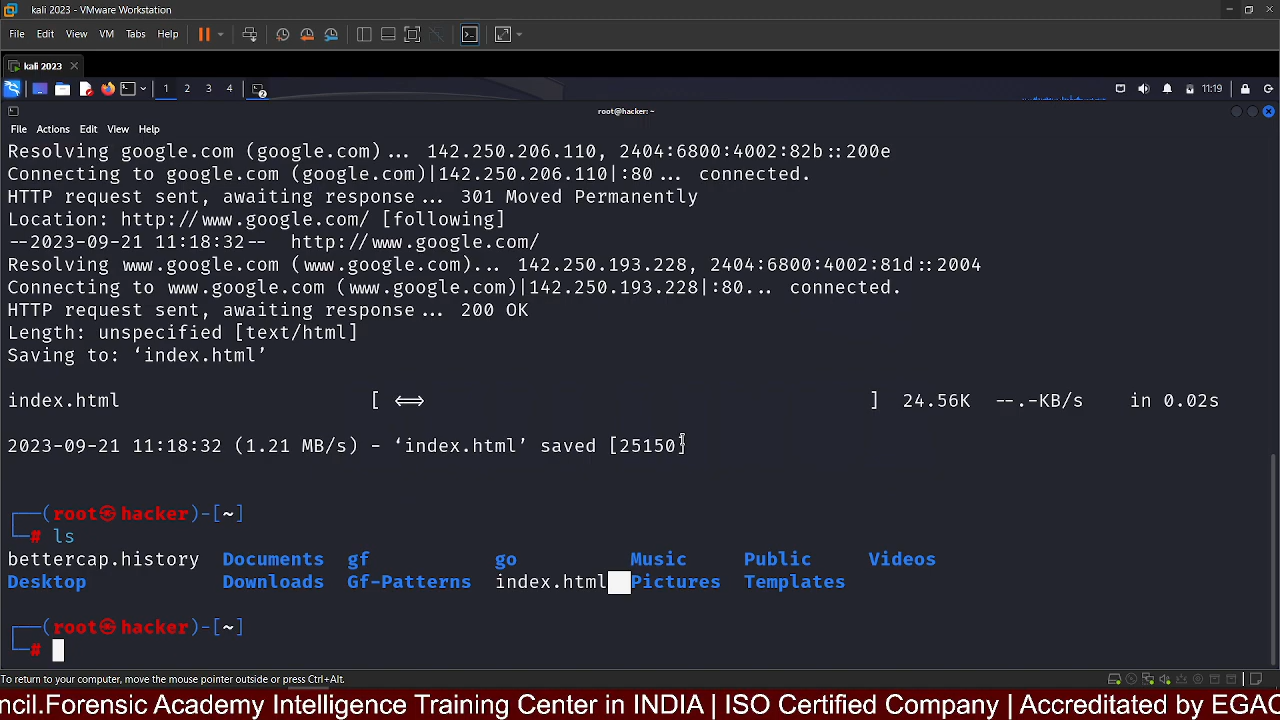 kali 2023 - VMware Workstation
File Edit View VM Tabs Help
kali 2023
1 2 3 4 2 11:19
root@hacker: ~
File Actions Edit View Help
Resolving google.com (google.com)... 142.250.206.110, 2404:6800:4002:82b::200e
Connecting to google.com (google.com)|142.250.206.110|:80... connected.
HTTP request sent, awaiting response... 301 Moved Permanently
Location: http://www.google.com/ [following]
--2023-09-21 11:18:32-- http://www.google.com/
Resolving www.google.com (www.google.com)... 142.250.193.228, 2404:6800:4002:81d::2004
Connecting to www.google.com (www.google.com)|142.250.193.228|:80... connected.
HTTP request sent, awaiting response... 200 OK
Length: unspecified [text/html]
Saving to: ‘index.html’
index.html [ <=> ] 24.56K --.-KB/s in 0.02s
2023-09-21 11:18:32 (1.21 MB/s) - ‘index.html’ saved [25150]
┌──(root㉿hacker)-[~]
└─# ls
bettercap.history Documents gf go Music Public Videos
Desktop Downloads Gf-Patterns index.html Pictures Templates
┌──(root㉿hacker)-[~]
└─#
To return to your computer, move the mouse pointer outside or press Ctrl+Alt.
ncil.Forensic Academy Intelligence Training Center in INDIA | ISO Certified Company | Accredited by EGAC